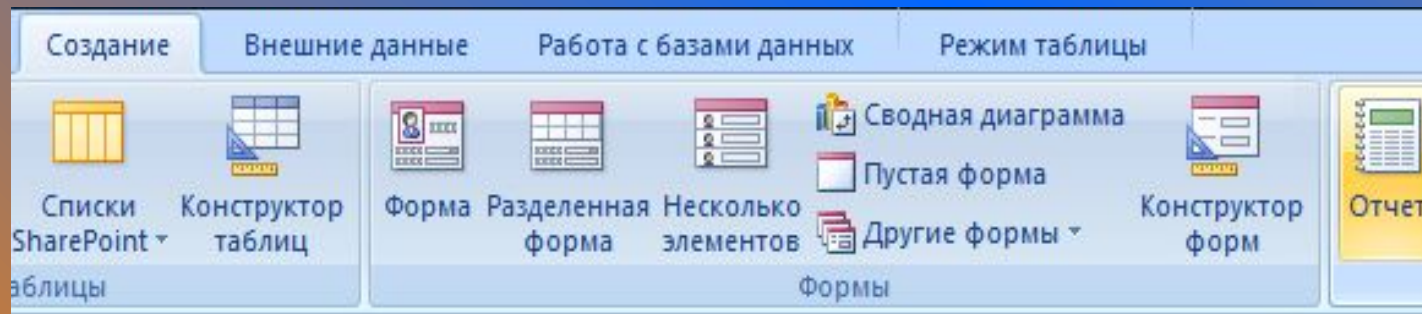 Создание Внешние данные Работа с базами данных Режим таблицы
Списки
SharePoint
Конструктор
таблиц
Форма
Разделенная
форма
Несколько
элементов
Сводная диаграмма
Пустая форма
Другие формы
Конструктор
форм
Отчет
аблицы
Формы